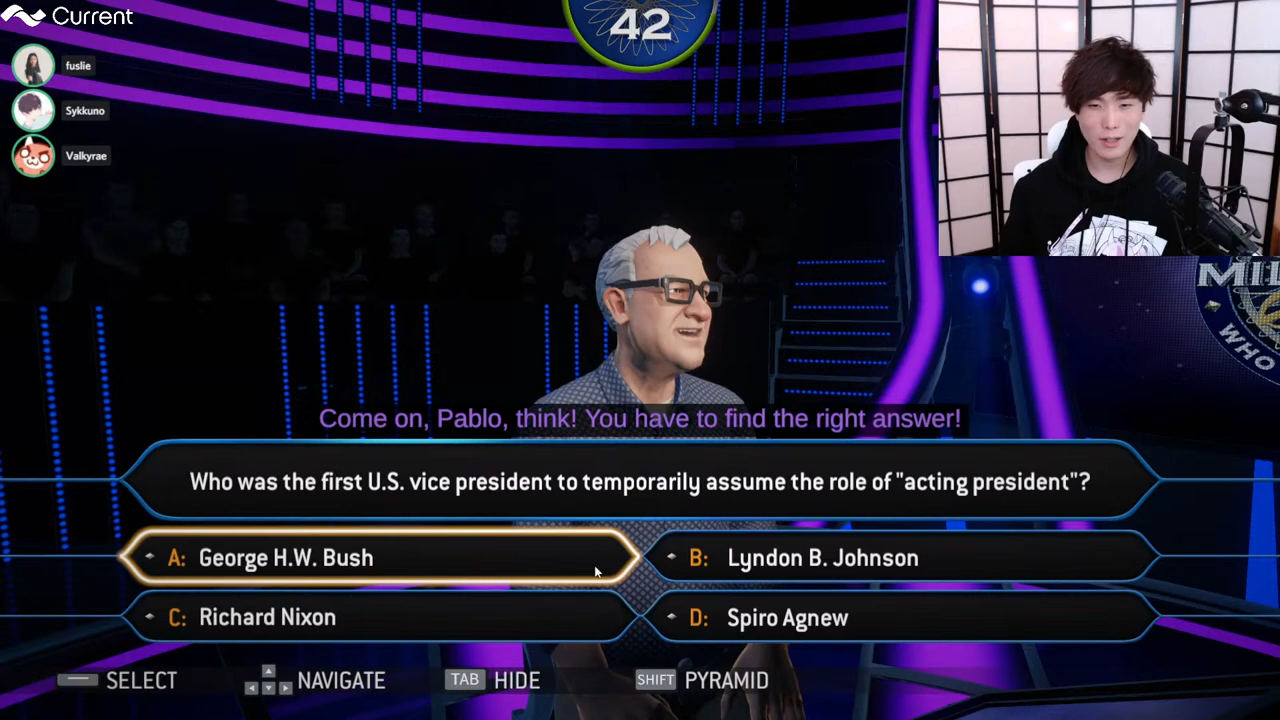 Current
fuslie
Sykkuno
Valkyrae
42
WHO
Come on, Pablo, think! You have to find the right answer!
Who was the first U.S. vice president to temporarily assume the role of "acting president"?
A: George H.W. Bush
B: Lyndon B. Johnson
C: Richard Nixon
D: Spiro Agnew
SELECT
NAVIGATE
TAB HIDE
SHIFT PYRAMID